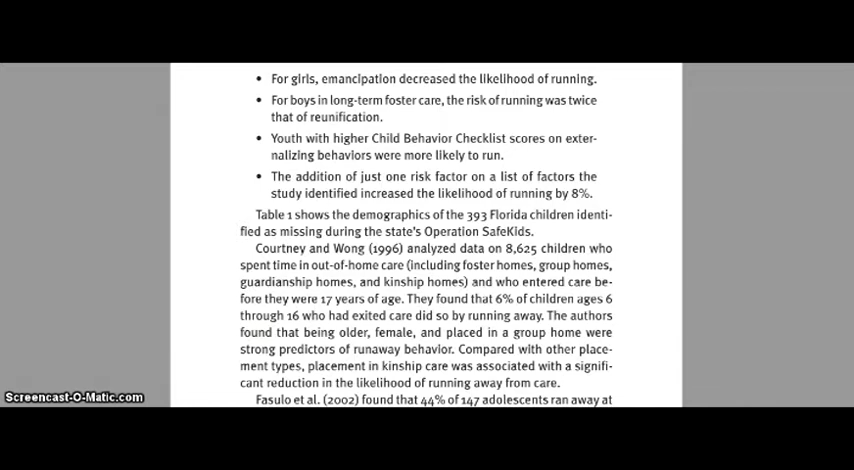 • For girls, emancipation decreased the likelihood of running.
• For boys in long-term foster care, the risk of running was twice
that of reunification.
• Youth with higher Child Behavior Checklist scores on exter-
nalizing behaviors were more likely to run.
• The addition of just one risk factor on a list of factors the
study identified increased the likelihood of running by 8%.
Table 1 shows the demographics of the 393 Florida children identi-
fied as missing during the state's Operation SafeKids.
Courtney and Wong (1996) analyzed data on 8,625 children who
spent time in out-of-home care (including foster homes, group homes,
guardianship homes, and kinship homes) and who entered care be-
fore they were 17 years of age. They found that 6% of children ages 6
through 16 who had exited care did so by running away. The authors
found that being older, female, and placed in a group home were
strong predictors of runaway behavior. Compared with other place-
ment types, placement in kinship care was associated with a signifi-
cant reduction in the likelihood of running away from care.
Fasulo et al. (2002) found that 44% of 147 adolescents ran away at
Screencast-O-Matic.com